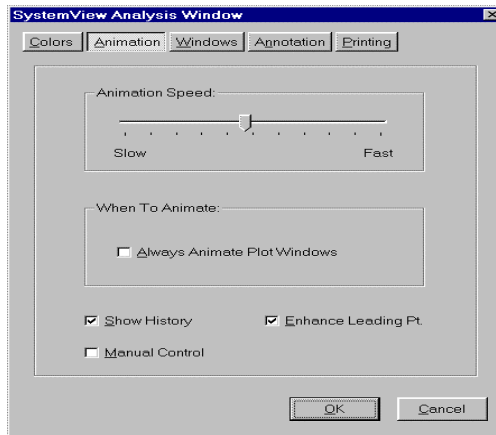 SystemView Analysis Window
Colors Animation Windows Annotation Printing
Animation Speed:
Slow Fast
When To Animate:
Always Animate Plot Windows
Show History Enhance Leading Pt.
Manual Control
OK Cancel